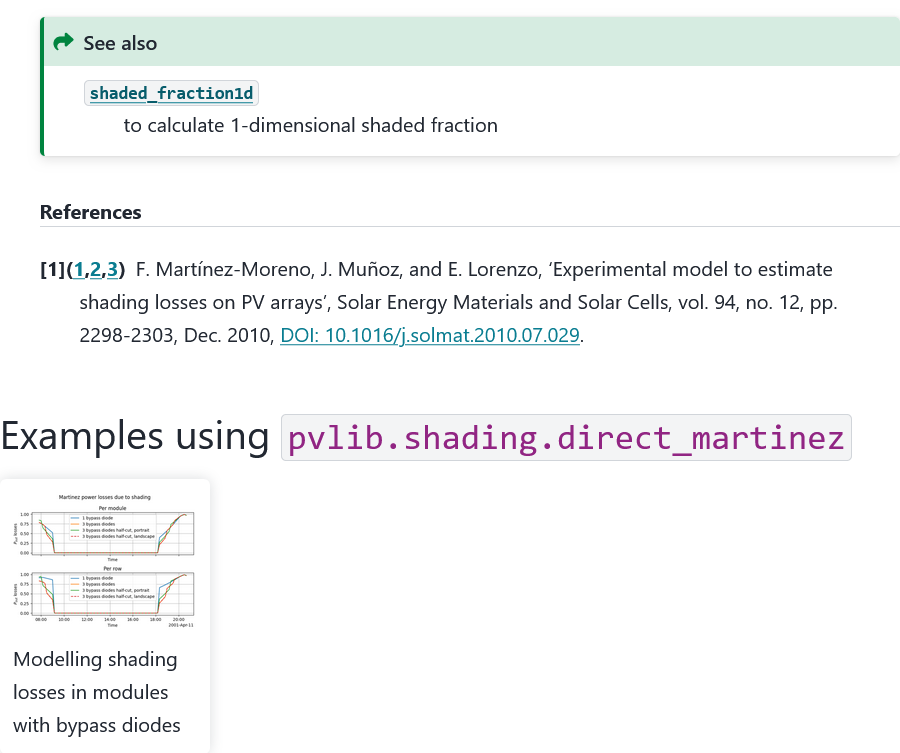 See also
shaded_fraction1d
to calculate 1-dimensional shaded fraction
References
[1](1,2,3) F. Martínez-Moreno, J. Muñoz, and E. Lorenzo, ‘Experimental model to estimate
shading losses on PV arrays’, Solar Energy Materials and Solar Cells, vol. 94, no. 12, pp.
2298-2303, Dec. 2010, DOI: 10.1016/j.solmat.2010.07.029.
Examples using pvlib.shading.direct_martinez
Martinez power losses due to shading
Per module
1.00
0.75
0.50
0.25
0.00
1 bypass diode
3 bypass diodes
3 bypass diodes half-cut, portrait
3 bypass diodes half-cut, landscape
Time
Per row
1.00
0.75
0.50
0.25
0.00
1 bypass diode
3 bypass diodes
3 bypass diodes half-cut, portrait
3 bypass diodes half-cut, landscape
08:00 10:00 12:00 14:00 16:00 18:00 20:00
Time 2001-Apr-11
Modelling shading
losses in modules
with bypass diodes